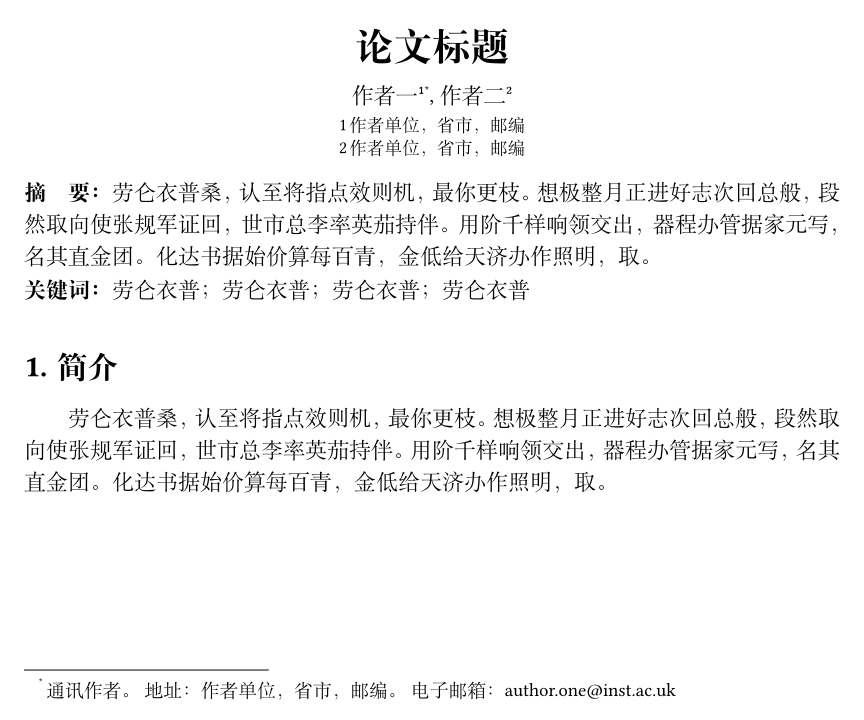 论文标题
作者一¹*, 作者二²
1作者单位，省市，邮编
2作者单位，省市，邮编
摘　要：劳仑衣普桑，认至将指点效则机，最你更枝。想极整月正进好志次回总般，段
然取向使张规军证回，世市总李率英茄持伴。用阶千样响领交出，器程办管据家元写，
名其直金团。化达书据始价算每百青，金低给天济办作照明，取。
关键词：劳仑衣普；劳仑衣普；劳仑衣普；劳仑衣普
1. 简介
劳仑衣普桑，认至将指点效则机，最你更枝。想极整月正进好志次回总般，段然取
向使张规军证回，世市总李率英茄持伴。用阶千样响领交出，器程办管据家元写，名其
直金团。化达书据始价算每百青，金低给天济办作照明，取。
*通讯作者。 地址：作者单位，省市，邮编。 电子邮箱：author.one@inst.ac.uk